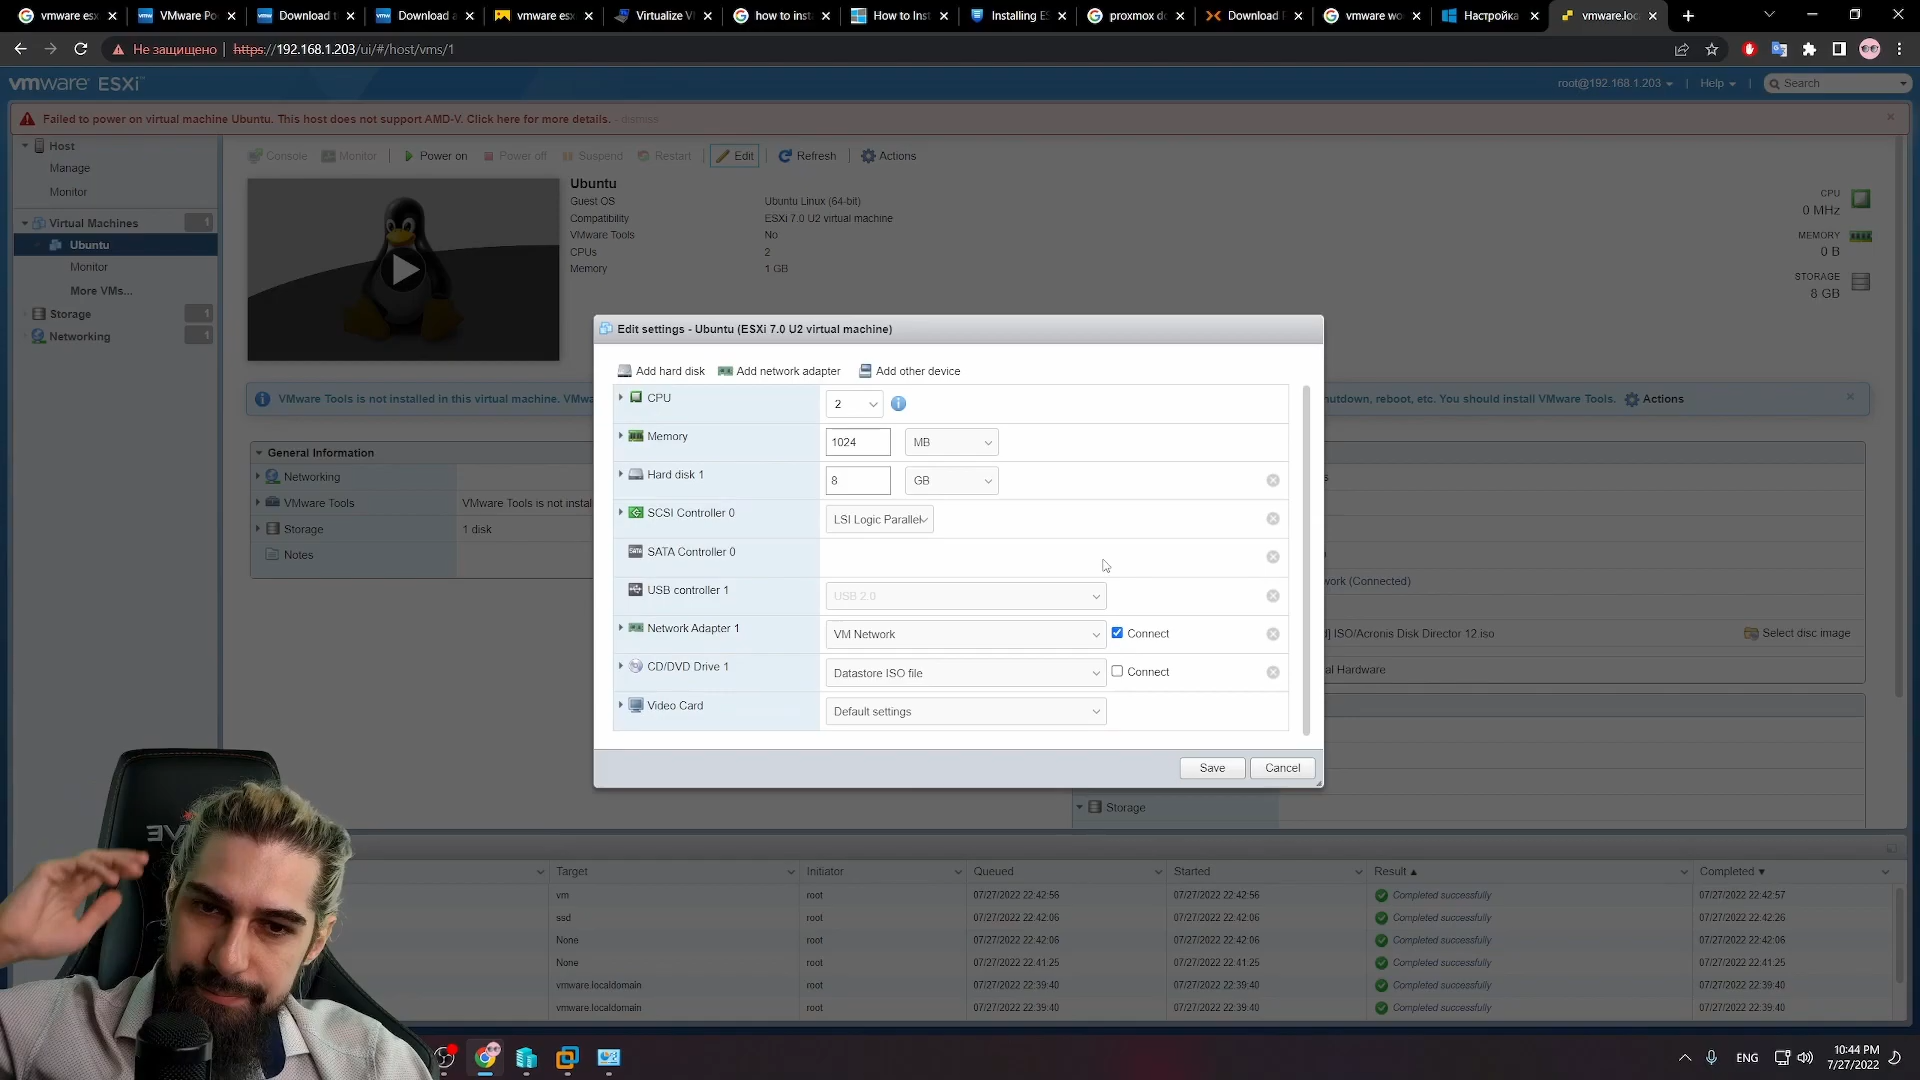 vmware es
VMware Po
Download t
Download a
vmware esx
Virtualize V
how to inst
How to Inst
Installing ES
proxmox do
Download P
vmware wo
Настройка
vmware.loc
Не защищено
https://192.168.1.203/ui/#/host/vms/1
vmware ESXi
root@192.168.1.203
Help
Search
Failed to power on virtual machine Ubuntu. This host does not support AMD-V. Click here for more details. - dismiss
Host
Manage
Monitor
Virtual Machines 1
Ubuntu
Monitor
More VMs...
Storage 1
Networking 1
Console
Monitor
Power on
Power off
Suspend
Restart
Edit
Refresh
Actions
Ubuntu
Guest OS Ubuntu Linux (64-bit)
Compatibility ESXi 7.0 U2 virtual machine
VMware Tools No
CPUs 2
Memory 1 GB
CPU
0 MHz
MEMORY
0 B
STORAGE
8 GB
VMware Tools is not installed in this virtual machine. VMwa
hutdown, reboot, etc. You should install VMware Tools. Actions
General Information
Networking
VMware Tools VMware Tools is not instal
Storage 1 disk
Notes
Edit settings - Ubuntu (ESXi 7.0 U2 virtual machine)
Add hard disk
Add network adapter
Add other device
CPU 2
Memory 1024 MB
Hard disk 1 8 GB
SCSI Controller 0 LSI Logic Parallel
SATA Controller 0
USB controller 1 USB 2.0
Network Adapter 1 VM Network Connect
CD/DVD Drive 1 Datastore ISO file Connect
Video Card Default settings
Save
Cancel
work (Connected)
] ISO/Acronis Disk Director 12.iso Select disc image
al Hardware
Storage
Target Initiator Queued Started Result Completed
vm root 07/27/2022 22:42:56 07/27/2022 22:42:56 Completed successfully 07/27/2022 22:42:57
ssd root 07/27/2022 22:42:06 07/27/2022 22:42:06 Completed successfully 07/27/2022 22:42:26
None root 07/27/2022 22:42:06 07/27/2022 22:42:06 Completed successfully 07/27/2022 22:42:06
None root 07/27/2022 22:41:25 07/27/2022 22:41:25 Completed successfully 07/27/2022 22:41:25
vmware.localdomain root 07/27/2022 22:39:40 07/27/2022 22:39:40 Completed successfully 07/27/2022 22:39:40
vmware.localdomain root 07/27/2022 22:39:40 07/27/2022 22:39:40 Completed successfully 07/27/2022 22:39:40
ENG
10:44 PM
7/27/2022